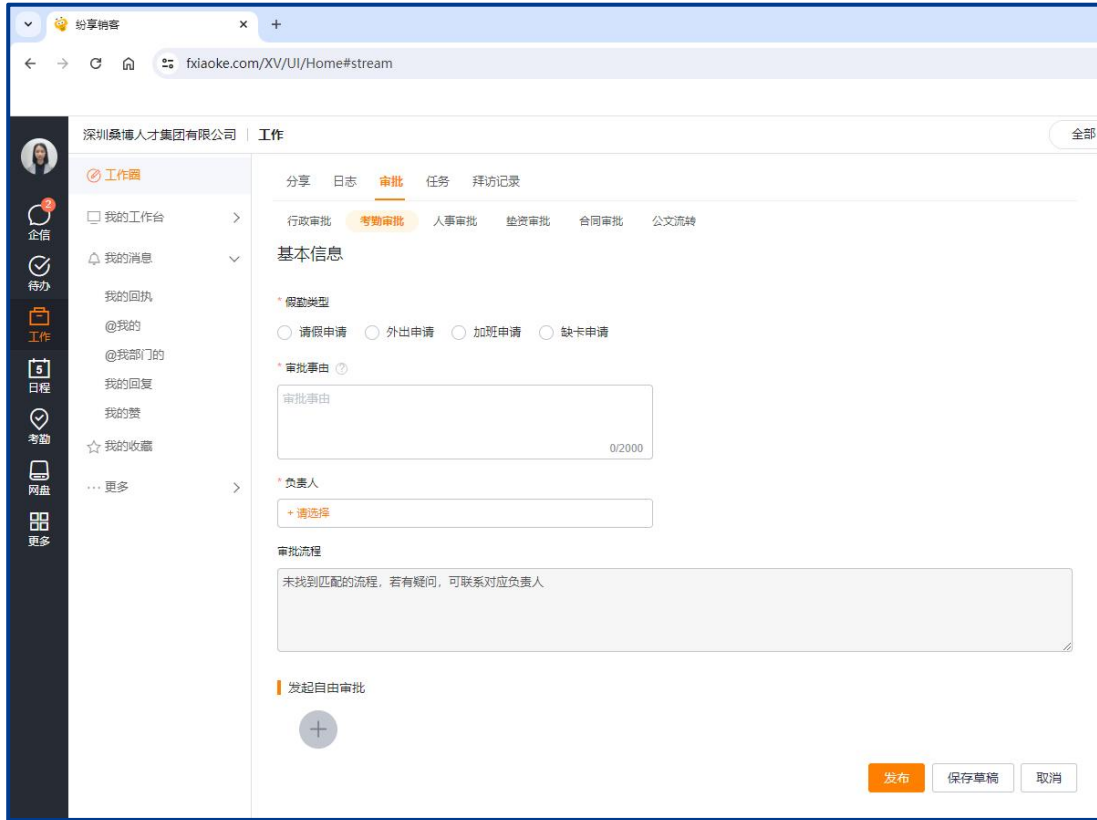 纷享销客
fxiaoke.com/XV/UI/Home#stream
深圳桑博人才集团有限公司 工作 全部
工作圈
分享 日志 审批 任务 拜访记录
2
企信
我的工作台
行政审批 考勤审批 人事审批 垫资审批 合同审批 公文流转
待办
我的消息
基本信息
我的回执
* 假勤类型
工作
@我的
请假申请 外出申请 加班申请 缺卡申请
@我部门的
5
日程
我的回复
* 审批事由 ?
我的赞
审批事由
考勤
我的收藏
0/2000
网盘
... 更多
* 负责人
+ 请选择
更多
审批流程
未找到匹配的流程，若有疑问，可联系对应负责人
发起自由审批
发布 保存草稿 取消